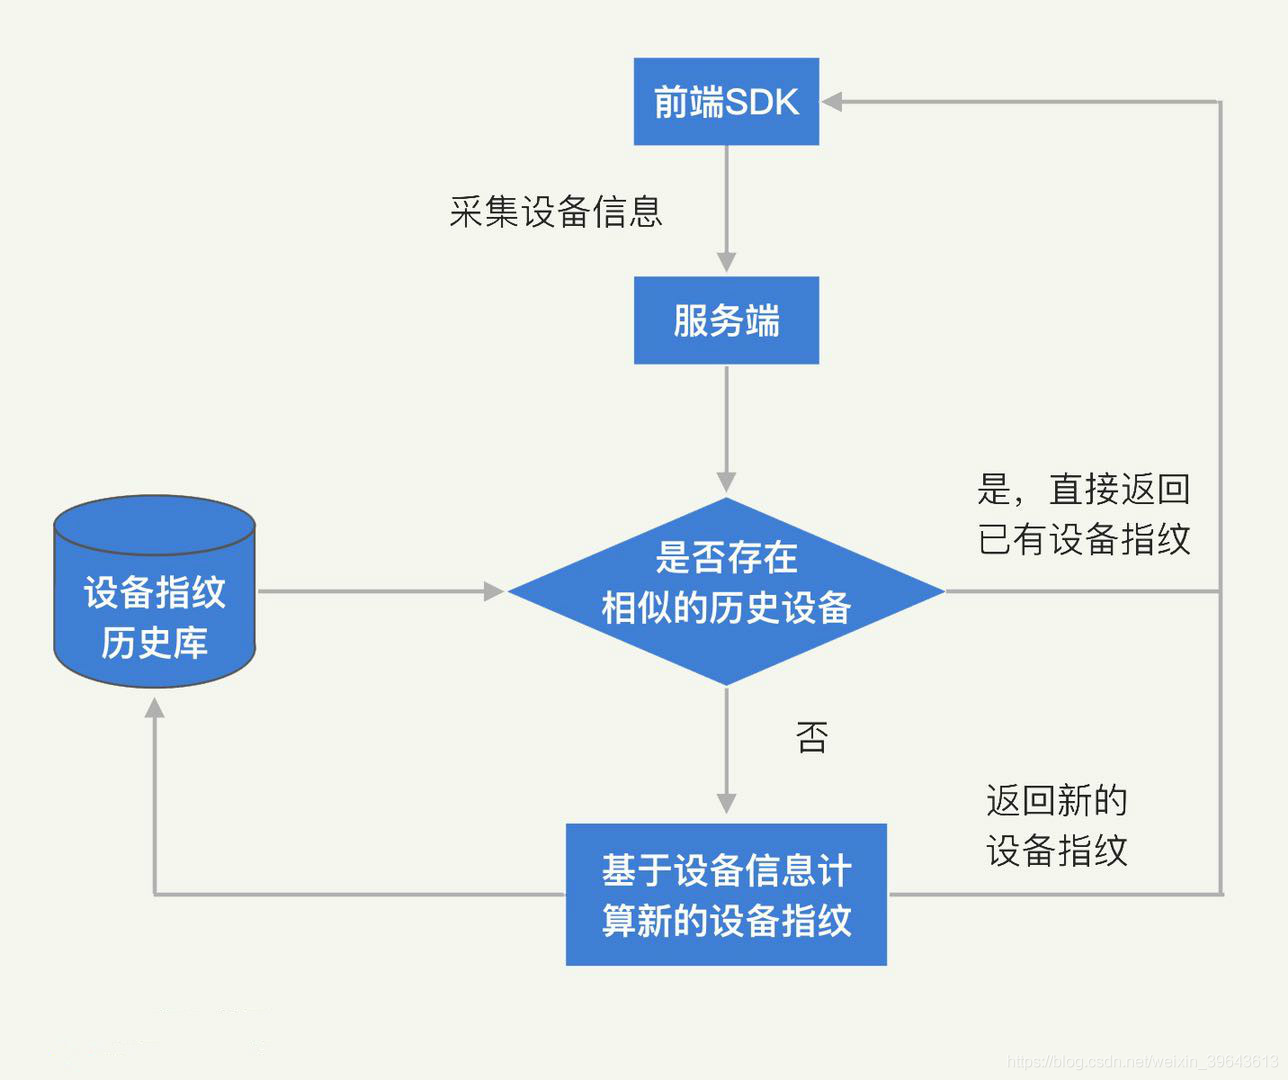 前端SDK
采集设备信息
服务端
是，直接返回
已有设备指纹
是否存在
相似的历史设备
设备指纹
历史库
否
返回新的
设备指纹
基于设备信息计
算新的设备指纹
https://blog.csdn.net/weixin_39643613